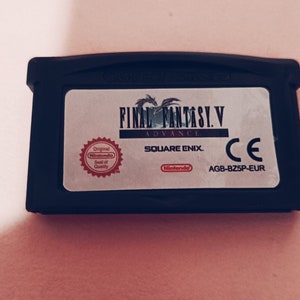 FINAL FANTASY V
ADVANCE
SQUARE ENIX
Original
Nintendo
Seal of
Quality
Nintendo
CE
AGB-BZ5P-EUR